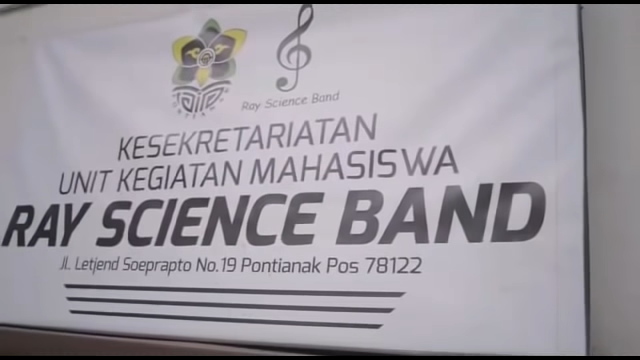 Ray Science Band
KESEKRETARIATAN
UNIT KEGIATAN MAHASISWA
RAY SCIENCE BAND
JL. Letjend Soeprapto No.19 Pontianak Pos 78122